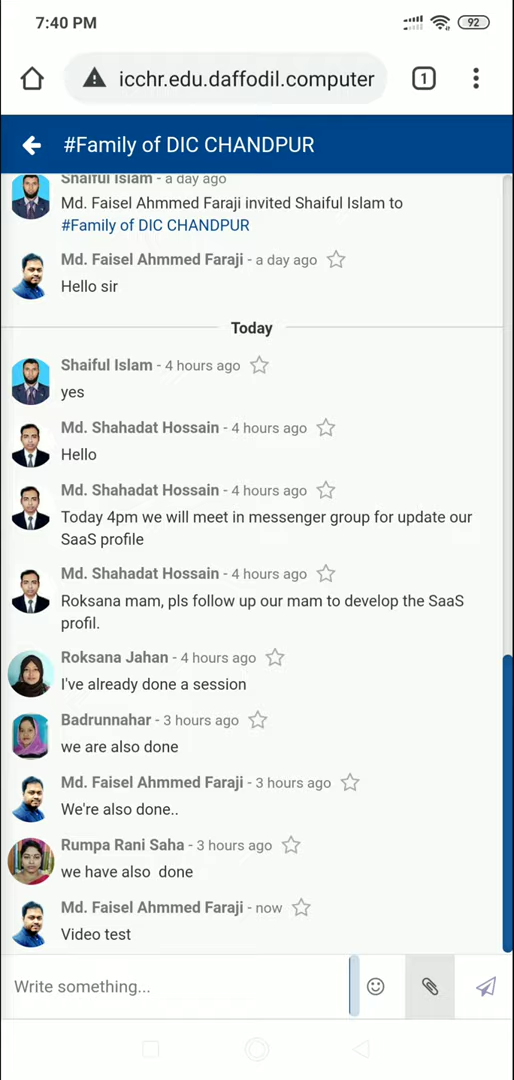 7:40 PM
92
icchr.edu.daffodil.computer
1
#Family of DIC CHANDPUR
Shaiful Islam - a day ago
Md. Faisel Ahmmed Faraji invited Shaiful Islam to
#Family of DIC CHANDPUR
Md. Faisel Ahmmed Faraji - a day ago
Hello sir
Today
Shaiful Islam - 4 hours ago
yes
Md. Shahadat Hossain - 4 hours ago
Hello
Md. Shahadat Hossain - 4 hours ago
Today 4pm we will meet in messenger group for update our
SaaS profile
Md. Shahadat Hossain - 4 hours ago
Roksana mam, pls follow up our mam to develop the SaaS
profil.
Roksana Jahan - 4 hours ago
I've already done a session
Badrunnahar - 3 hours ago
we are also done
Md. Faisel Ahmmed Faraji - 3 hours ago
We're also done..
Rumpa Rani Saha - 3 hours ago
we have also  done
Md. Faisel Ahmmed Faraji - now
Video test
Write something...